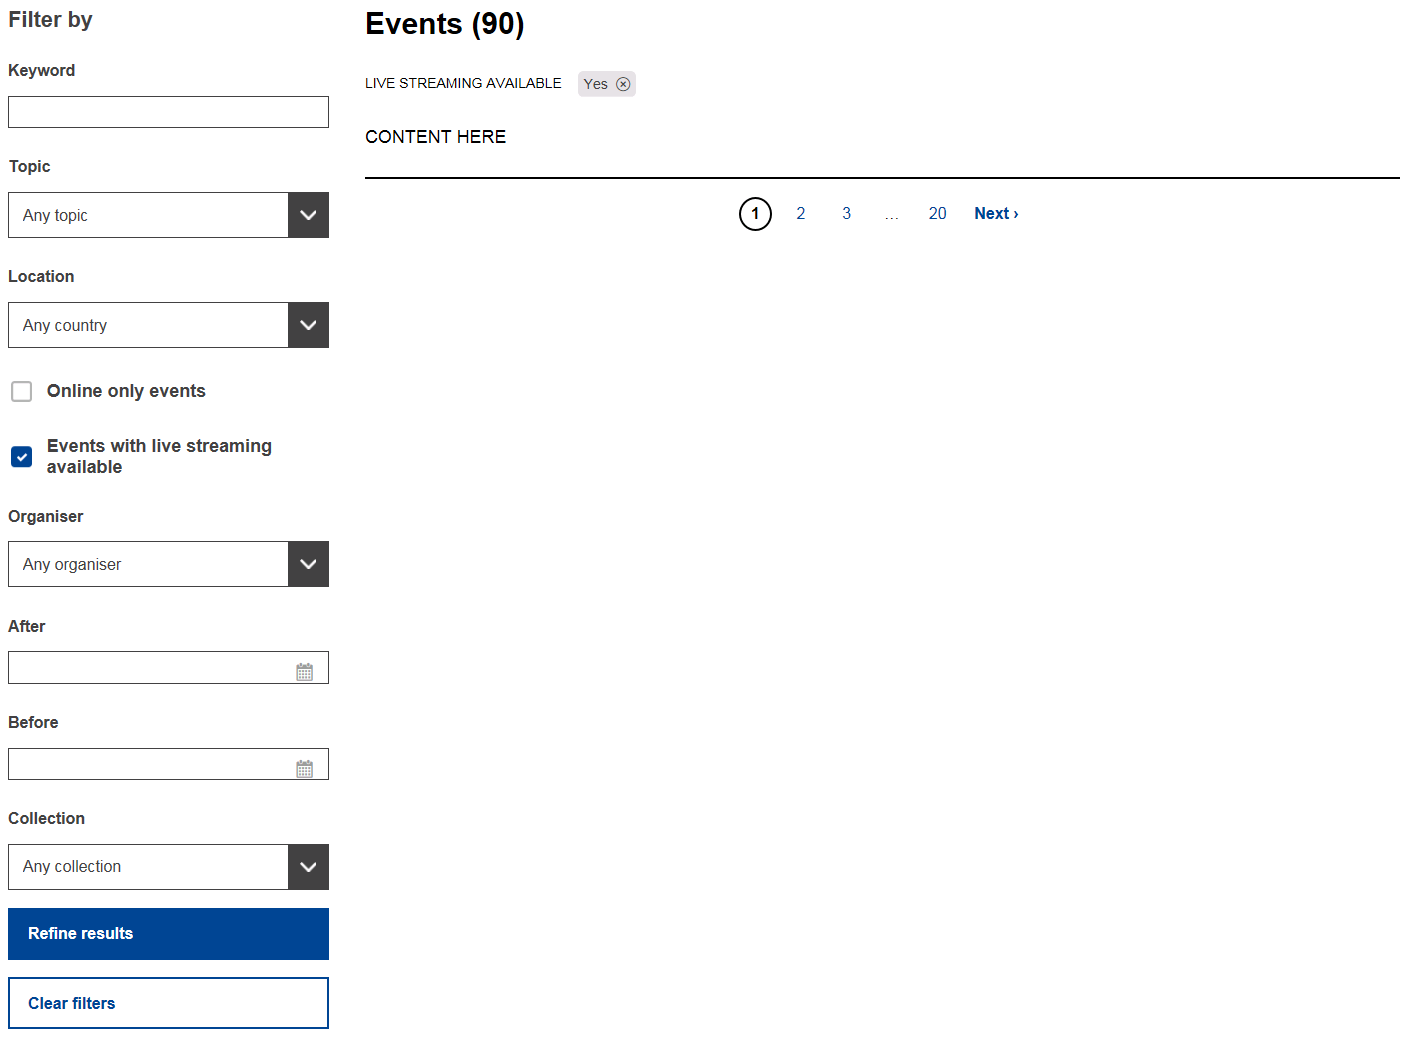 Filter by
Keyword
Topic
Any topic
Location
Any country
Online only events
Events with live streaming
available
Organiser
Any organiser
After
Before
Collection
Any collection
Refine results
Clear filters
Events (90)
LIVE STREAMING AVAILABLE Yes
CONTENT HERE
1 2 3 … 20 Next ›